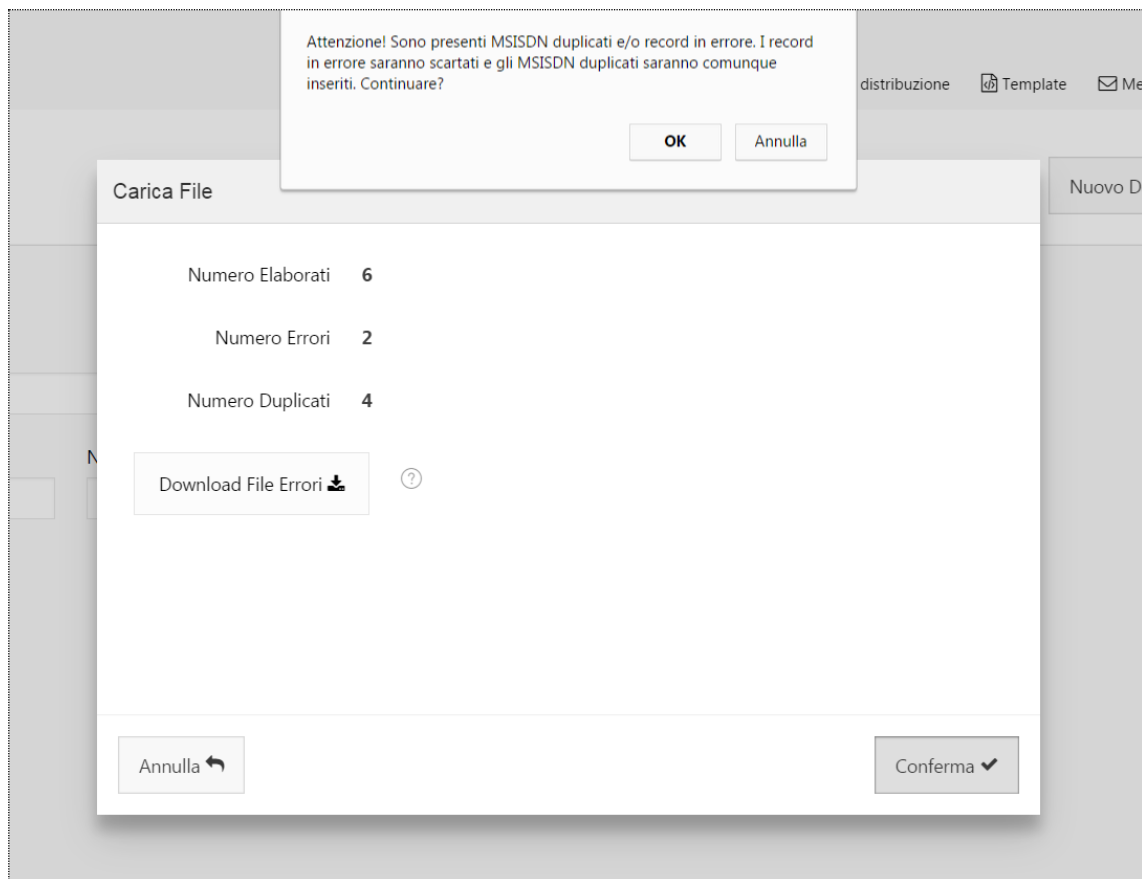 Attenzione! Sono presenti MSISDN duplicati e/o record in errore. I record
in errore saranno scartati e gli MSISDN duplicati saranno comunque
inseriti. Continuare?
distribuzione Template Me
OK Annulla
Carica File
Nuovo D
Numero Elaborati 6
Numero Errori 2
Numero Duplicati 4
N
Download File Errori ?
Annulla Conferma